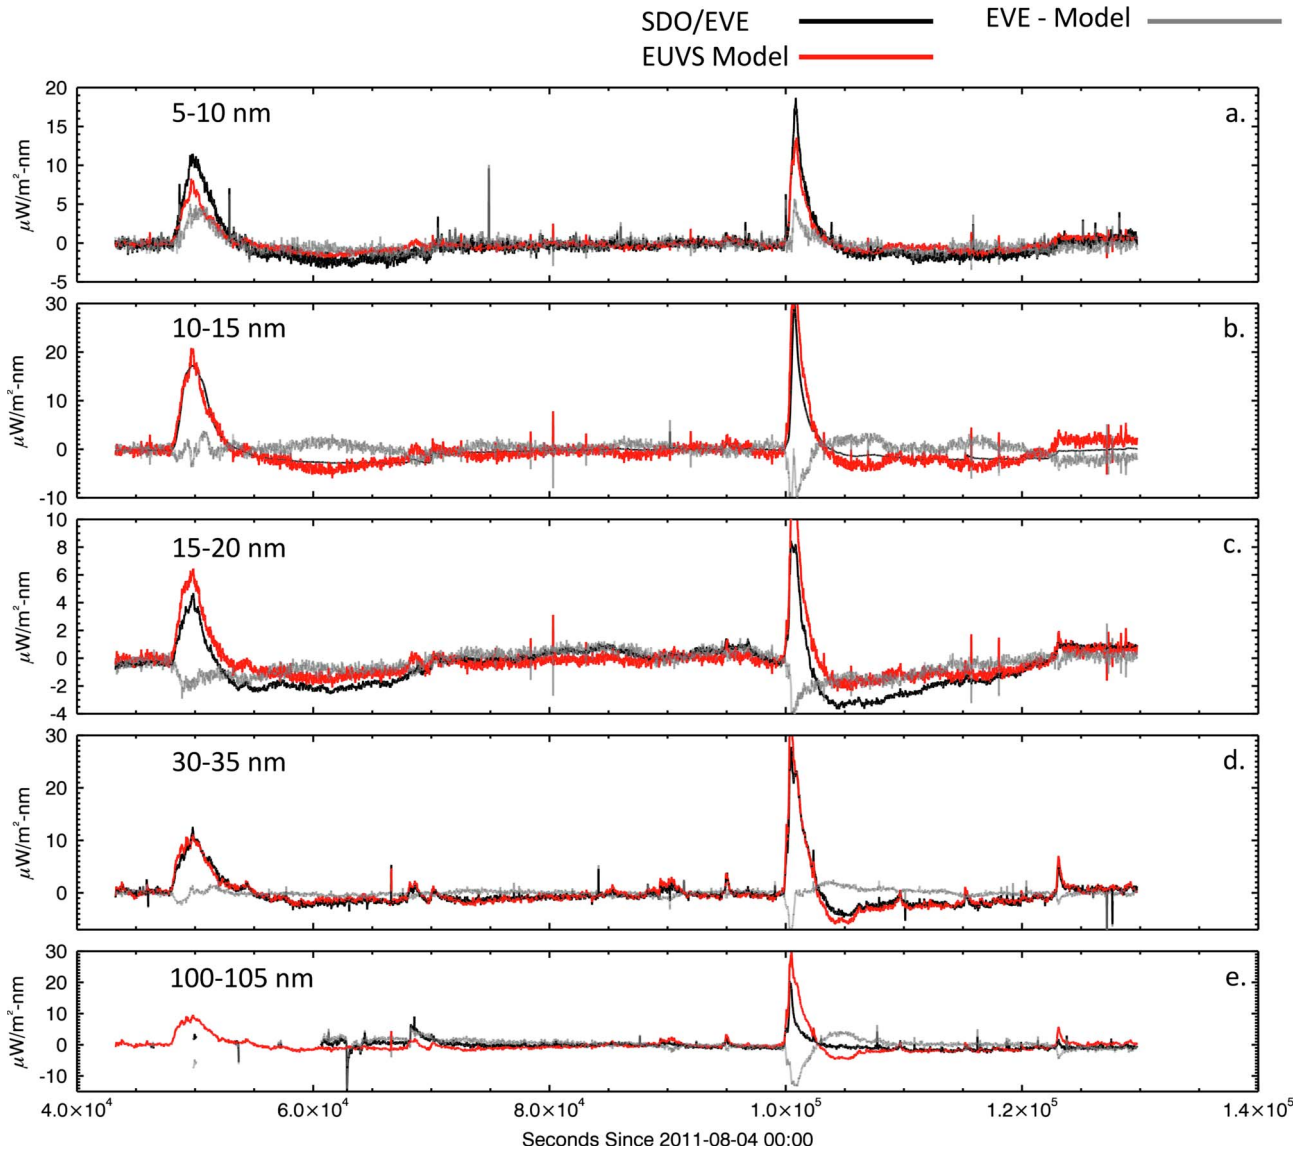 SDO/EVE EVE - Model
EUVS Model
5-10 nm a.
20
15
10
5
0
-5
µW/m²-nm
10-15 nm b.
30
20
10
0
-10
µW/m²-nm
15-20 nm c.
10
8
6
4
2
0
-2
-4
µW/m²-nm
30-35 nm d.
30
20
10
0
µW/m²-nm
100-105 nm e.
30
20
10
0
-10
µW/m²-nm
4.0×10⁴ 6.0×10⁴ 8.0×10⁴ 1.0×10⁵ 1.2×10⁵ 1.4×10⁵
Seconds Since 2011-08-04 00:00